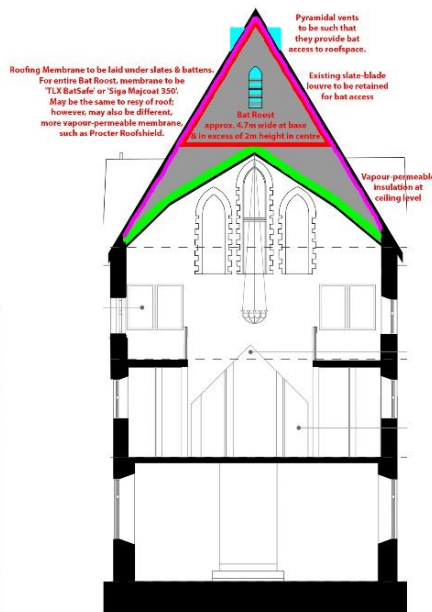 Pyramidal vents
to be such that
they provide bat
access to roofspace.
Roofing Membrane to be laid under slates & battens.
For entire Bat Roost, membrane to be
'TLX BatSafe' or 'Siga Majcoat 350'.
May be the same to resy of roof;
however, may also be different,
more vapour-permeable membrane,
such as Procter Roofshield.
Existing slate-blade
louvre to be retained
for bat access
Bat Roost
approx. 4.7m wide at base
& in excess of 2m height in centre
Vapour-permeable
insulation at
ceiling level